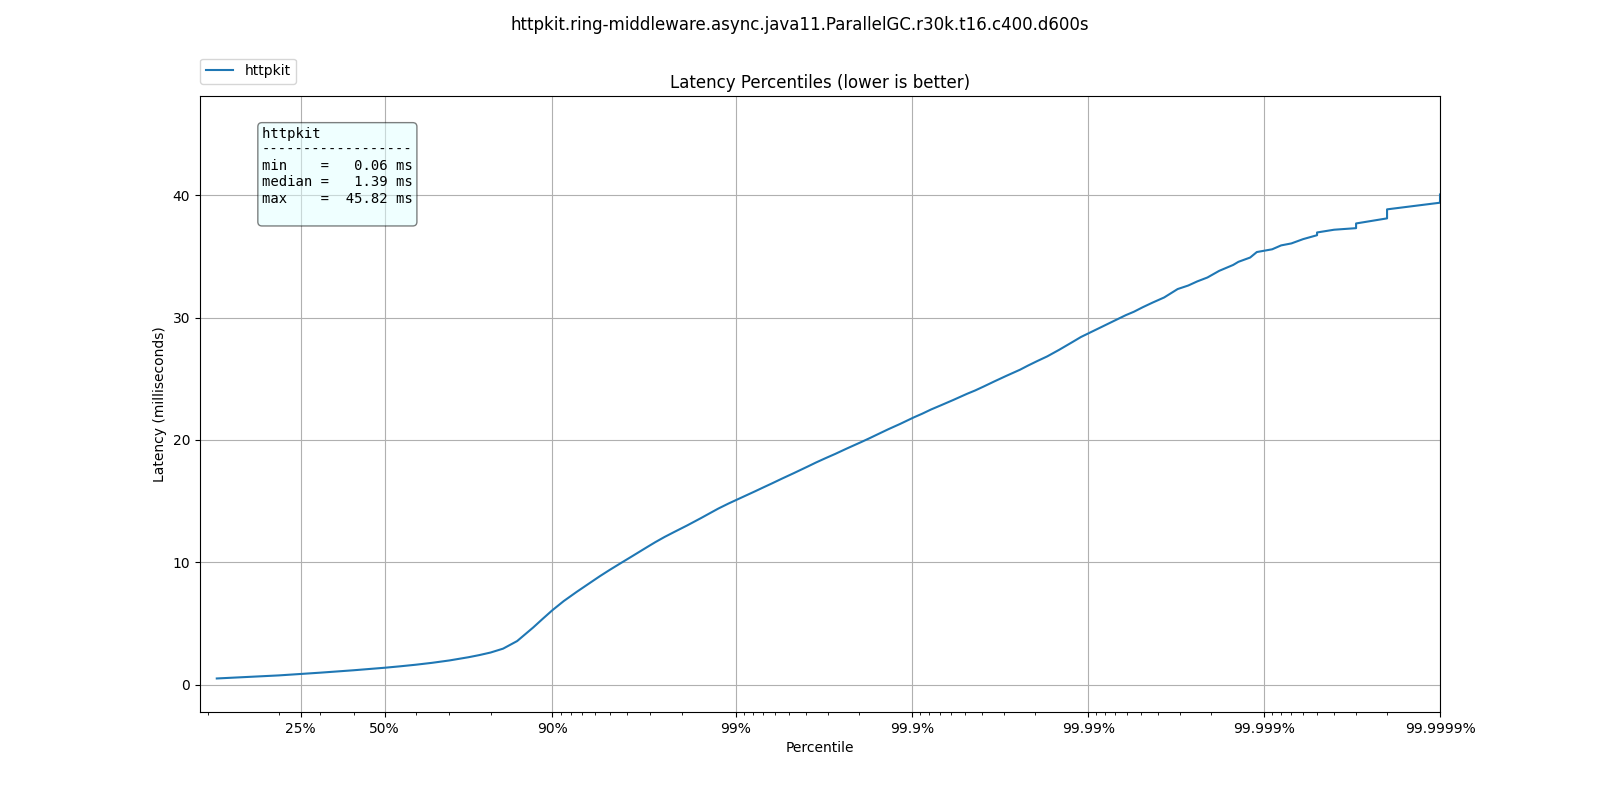 httpkit.ring-middleware.async.java11.ParallelGC.r30k.t16.c400.d600s
httpkit
Latency Percentiles (lower is better)
httpkit
------------------
min    =   0.06 ms
median =   1.39 ms
max    =  45.82 ms
40
30
20
10
0
Latency (milliseconds)
25% 50% 90% 99% 99.9% 99.99% 99.999% 99.9999%
Percentile